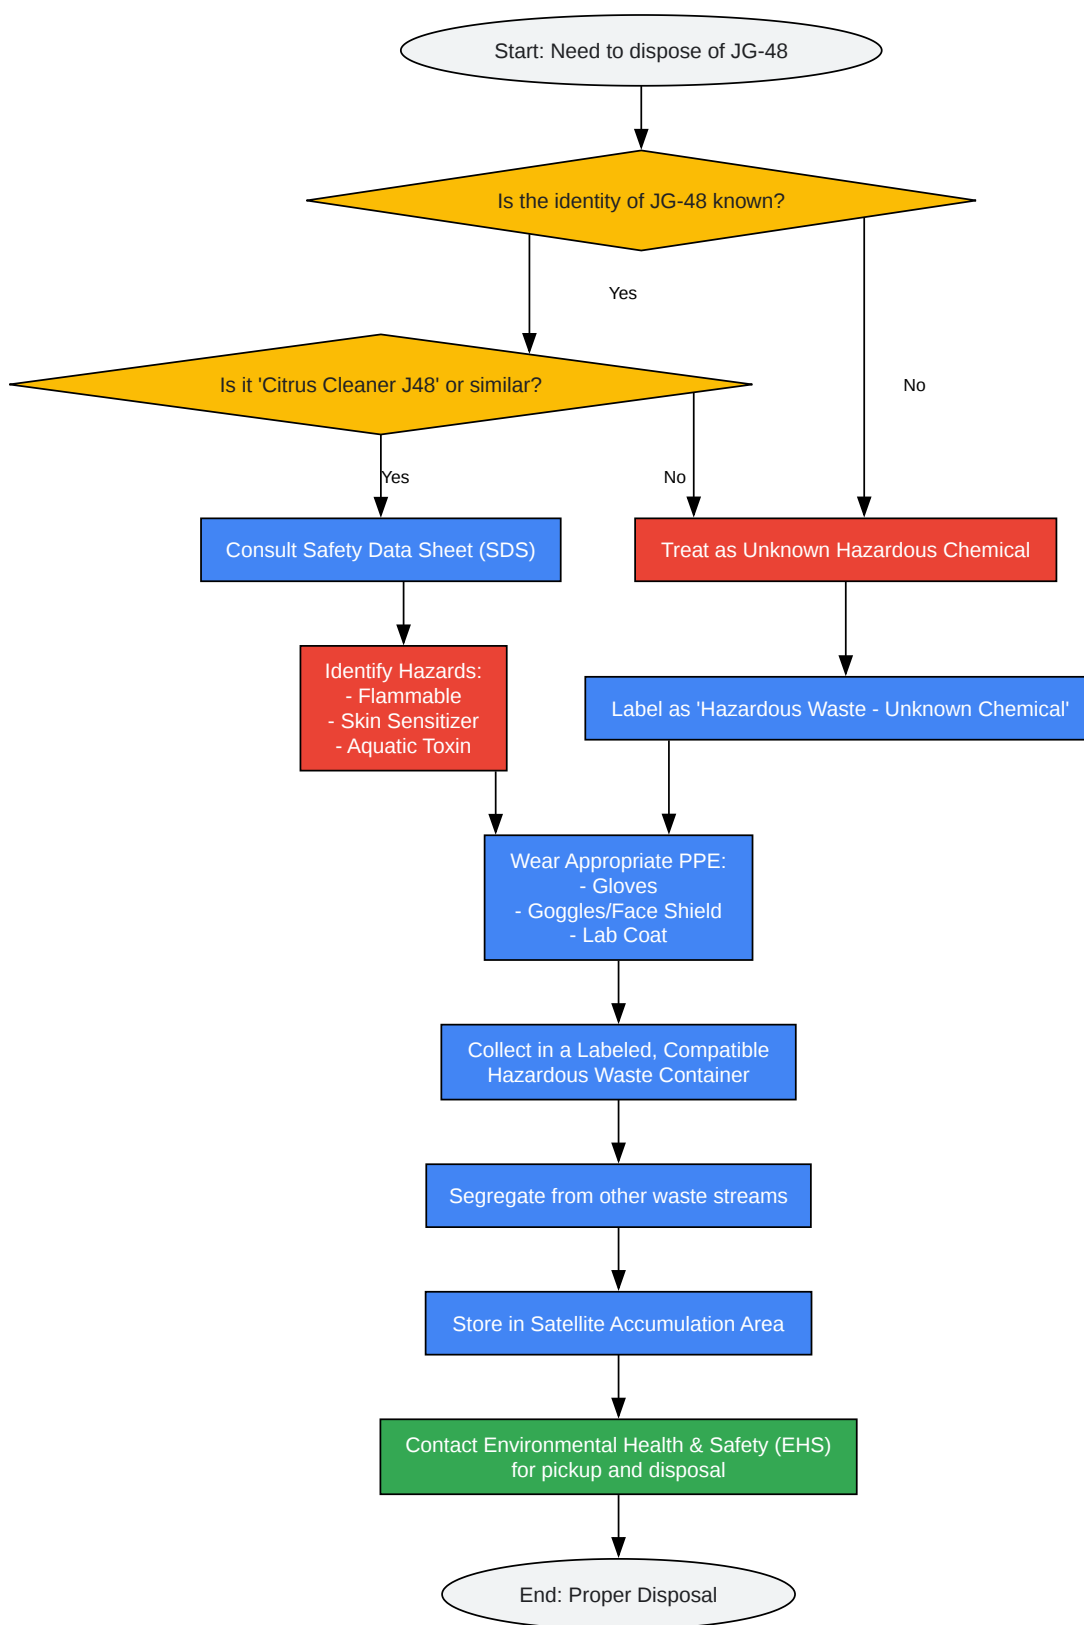 Start: Need to dispose of JG-48
Is the identity of JG-48 known?
Yes
Is it 'Citrus Cleaner J48' or similar?
No
Yes
No
Consult Safety Data Sheet (SDS)
Treat as Unknown Hazardous Chemical
Identify Hazards:
- Flammable
- Skin Sensitizer
- Aquatic Toxin
Label as 'Hazardous Waste - Unknown Chemical'
Wear Appropriate PPE:
- Gloves
- Goggles/Face Shield
- Lab Coat
Collect in a Labeled, Compatible
Hazardous Waste Container
Segregate from other waste streams
Store in Satellite Accumulation Area
Contact Environmental Health & Safety (EHS)
for pickup and disposal
End: Proper Disposal